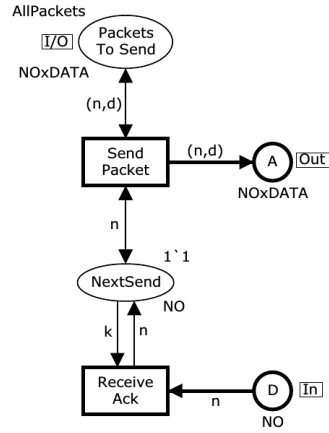 AllPackets
Packets
To Send
I/O
NOxDATA
(n,d)
Send
Packet
(n,d)
A
Out
NOxDATA
n
1`1
NextSend
NO
k
n
Receive
Ack
n
D
In
NO